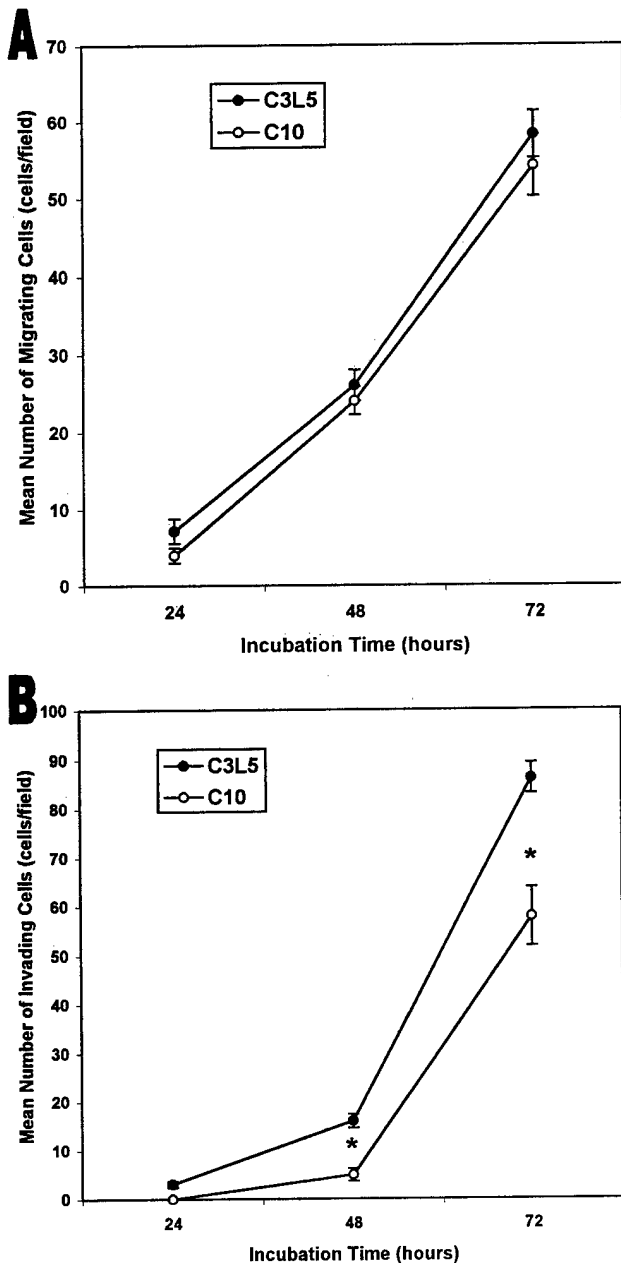 A
70
60
50
40
30
20
10
0
Mean Number of Migrating Cells (cells/field)
C3L5
C10
24 48 72
Incubation Time (hours)
B
100
90
80
70
60
50
40
30
20
10
0
Mean Number of Invading Cells (cells/field)
C3L5
C10
*
*
24 48 72
Incubation Time (hours)